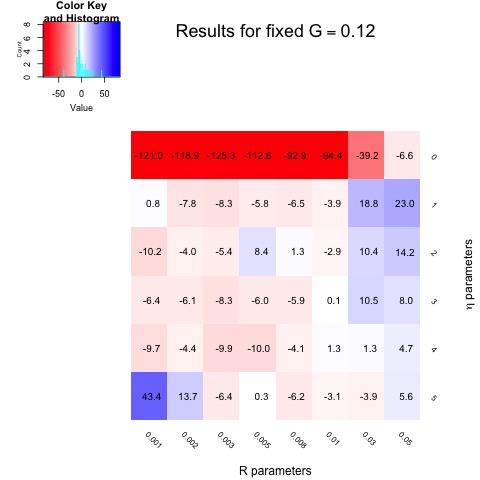 Color Key
and Histogram
Count
0 2 4 6 8
-50 0 50
Value
Results for fixed G = 0.12
-121.0 -118.9 -125.3 -112.6 -92.9 -94.4 -39.2 -6.6 0
0.8 -7.8 -8.3 -5.8 -6.5 -3.9 18.8 23.0 1
-10.2 -4.0 -5.4 8.4 1.3 -2.9 10.4 14.2 2
-6.4 -6.1 -8.3 -6.0 -5.9 0.1 10.5 8.0 3
-9.7 -4.4 -9.9 -10.0 -4.1 1.3 1.3 4.7 4
43.4 13.7 -6.4 0.3 -6.2 -3.1 -3.9 5.6 5
η parameters
0.001 0.002 0.003 0.005 0.008 0.01 0.03 0.05
R parameters